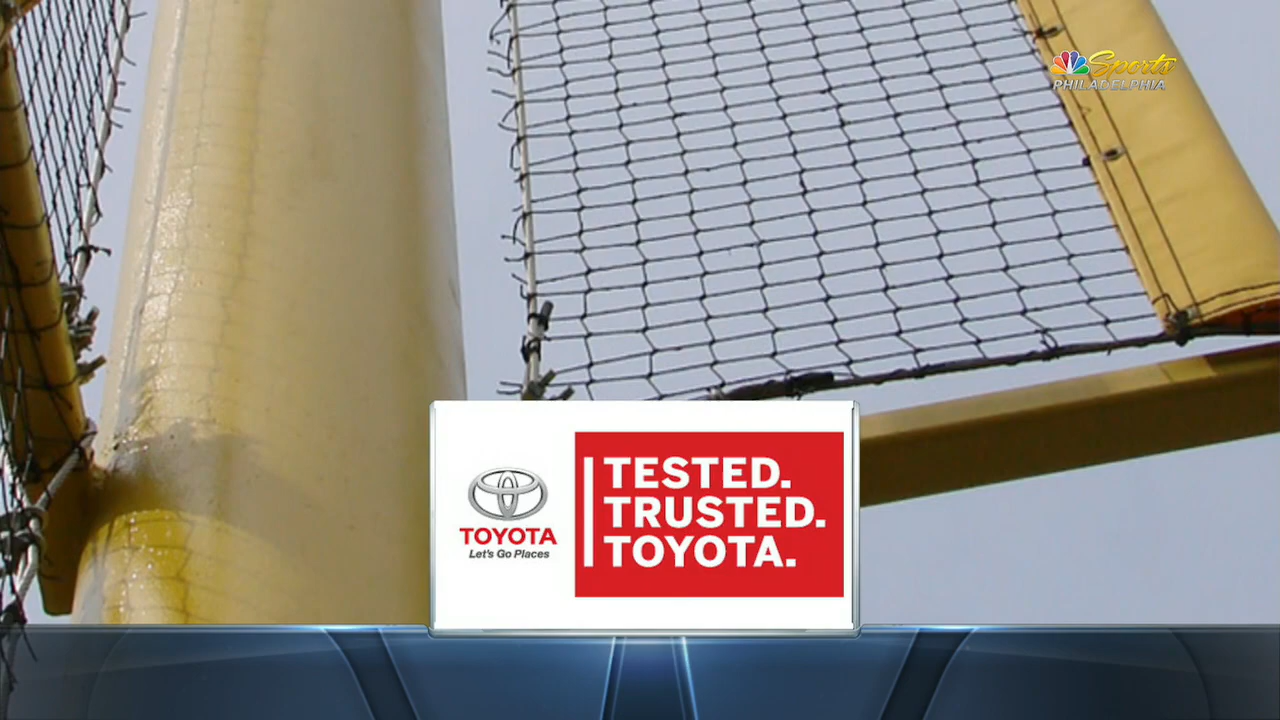 Sports
PHILADELPHIA
TESTED.
TRUSTED.
TOYOTA.
TOYOTA
Let's Go Places